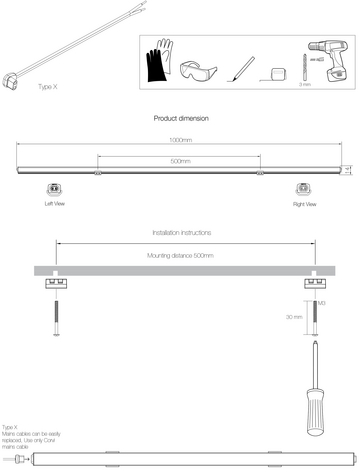 Type X
3 mm
Product dimension
1000mm
500mm
Left View
Right View
Installation instructions
Mounting distance 500mm
M3
30 mm
Type X
Mains cables can be easily
replaced, Use only Conii
mains cable